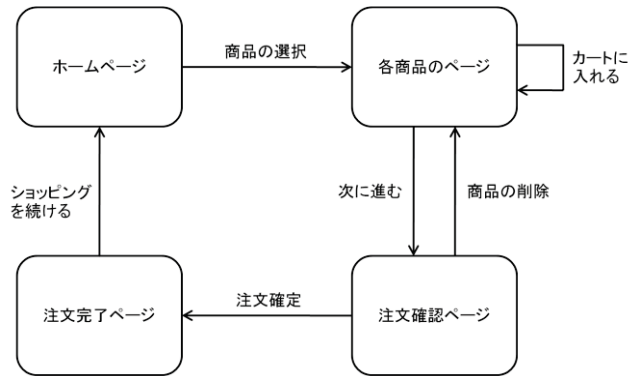 ホームページ
商品の選択
各商品のページ
カートに
入れる
ショッピング
を続ける
次に進む
商品の削除
注文完了ページ
注文確定
注文確認ページ